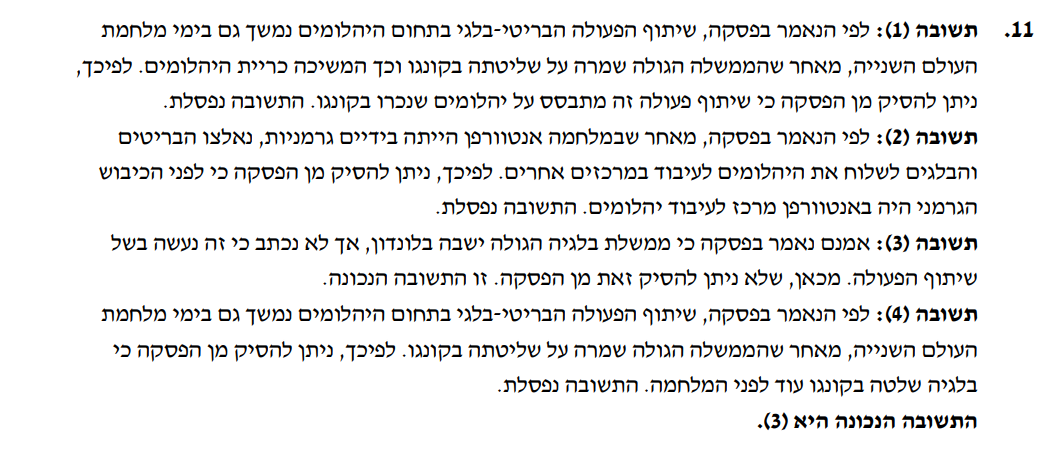 11. תשובה (1): לפי הנאמר בפסקה, שיתוף הפעולה הבריטי-בלגי בתחום היהלומים נמשך גם בימי מלחמת
העולם השנייה, מאחר שהממשלה הגולה שמרה על שליטתה בקונגו וכך המשיכה כריית היהלומים. לפיכך,
ניתן להסיק מן הפסקה כי שיתוף פעולה זה מתבסס על יהלומים שנכרו בקונגו. התשובה נפסלת.
תשובה (2): לפי הנאמר בפסקה, מאחר שבמלחמה אנטוורפן הייתה בידיים גרמניות, נאלצו הבריטים
והבלגים לשלוח את היהלומים לעיבוד במרכזים אחרים. לפיכך, ניתן להסיק מן הפסקה כי לפני הכיבוש
הגרמני היה באנטוורפן מרכז לעיבוד יהלומים. התשובה נפסלת.
תשובה (3): אמנם נאמר בפסקה כי ממשלת בלגיה הגולה ישבה בלונדון, אך לא נכתב כי זה נעשה בשל
שיתוף הפעולה. מכאן, שלא ניתן להסיק זאת מן הפסקה. זו התשובה הנכונה.
תשובה (4): לפי הנאמר בפסקה, שיתוף הפעולה הבריטי-בלגי בתחום היהלומים נמשך גם בימי מלחמת
העולם השנייה, מאחר שהממשלה הגולה שמרה על שליטתה בקונגו. לפיכך, ניתן להסיק מן הפסקה כי
בלגיה שלטה בקונגו עוד לפני המלחמה. התשובה נפסלת.
התשובה הנכונה היא (3).